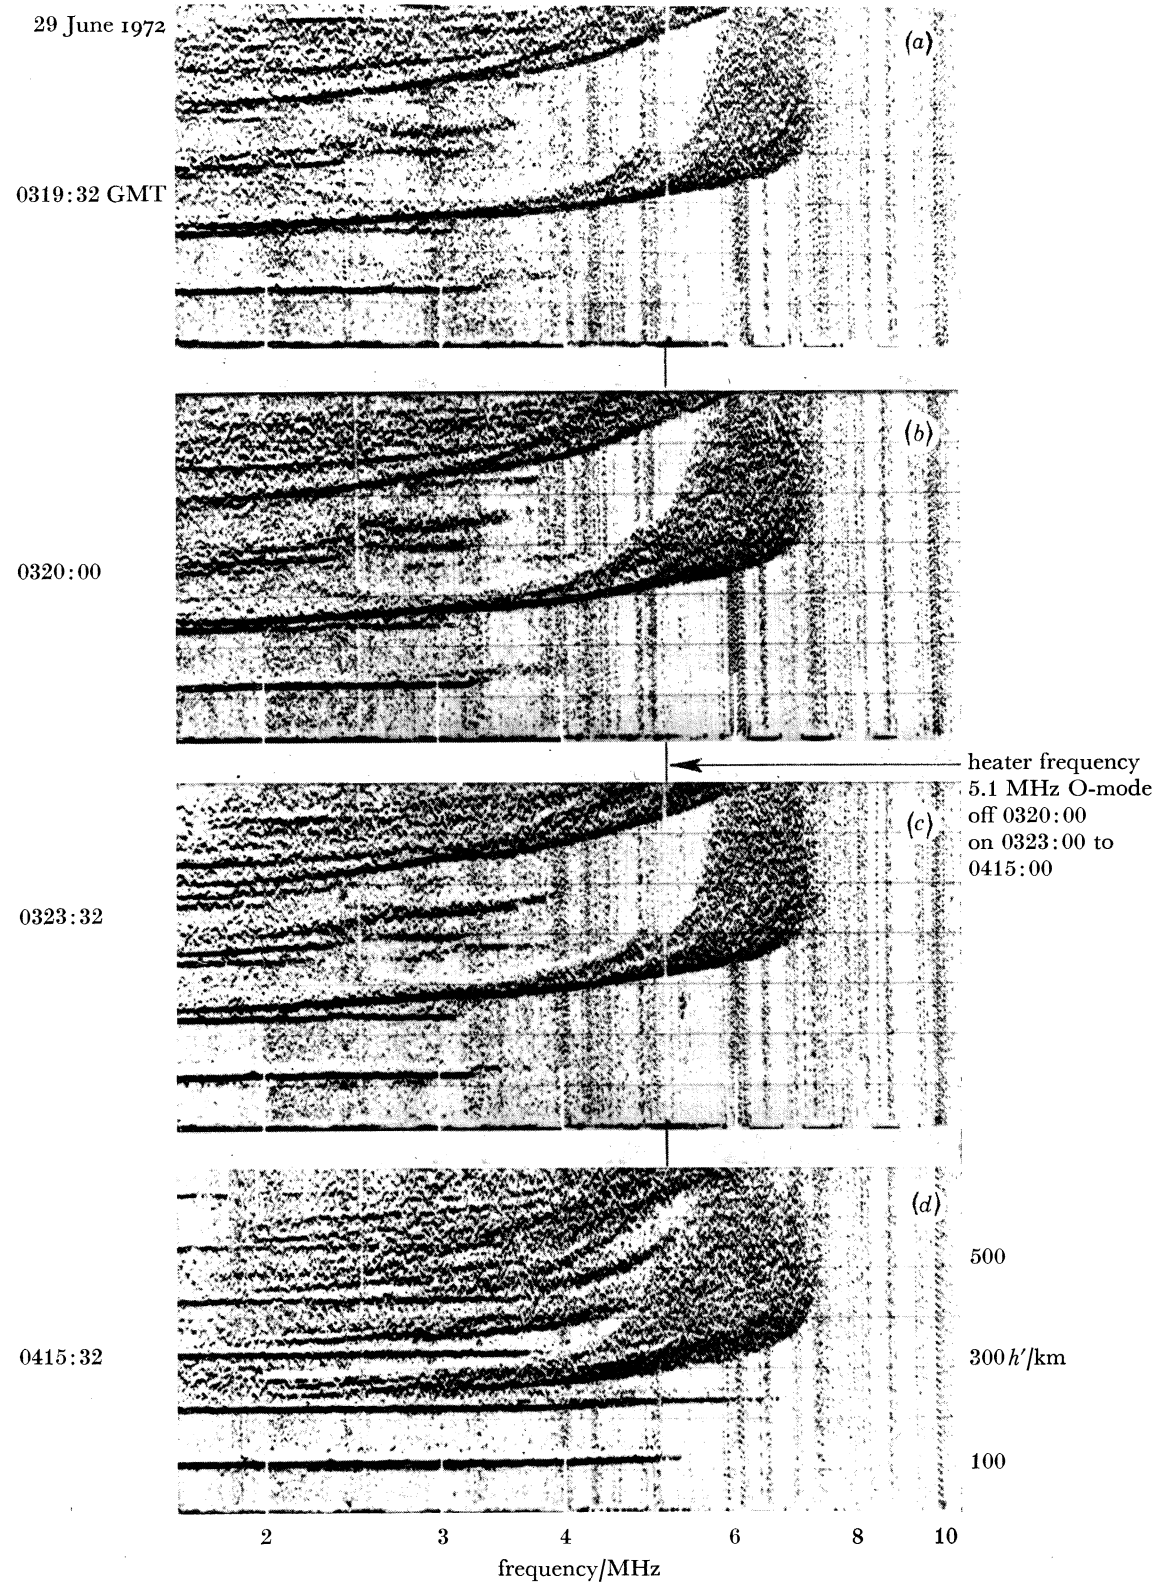 29 June 1972
(a)
0319:32 GMT
(b)
0320:00
heater frequency
5.1 MHz O-mode
off 0320:00
on 0323:00 to
0415:00
(c)
0323:32
(d)
500
0415:32
300 h′/km
100
2 3 4 6 8 10
frequency/MHz